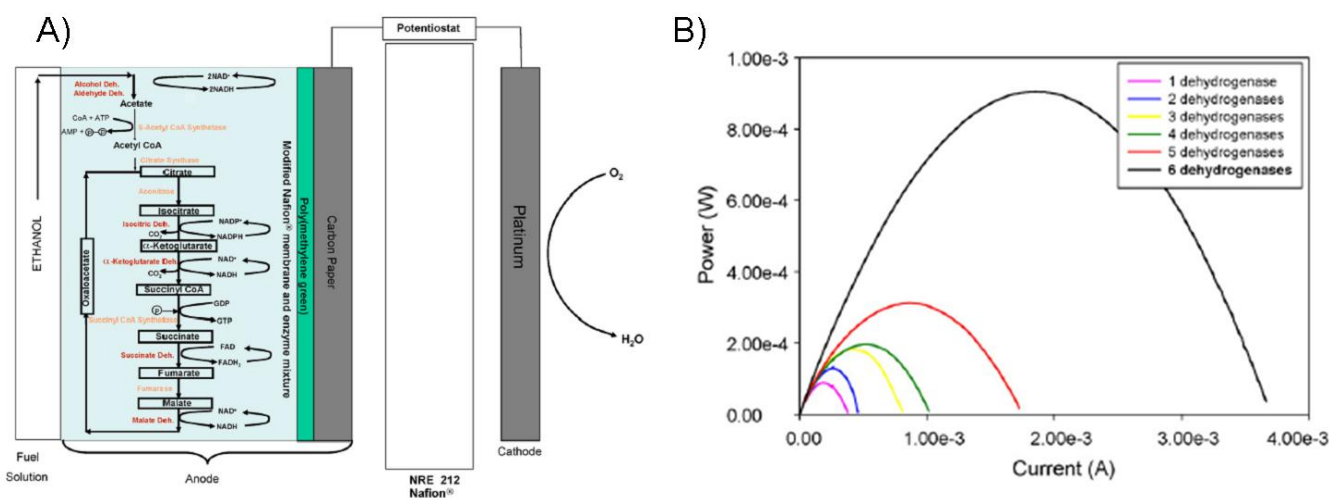 A)
Potentiostat
ETHANOL
Alcohol Deh.
Aldehyde Deh.
2NAD⁺
2NADH
Acetate
CoA + ATP
AMP + P–P
S-Acetyl CoA Synthetase
Acetyl CoA
Citrate Synthase
Citrate
Aconitase
Isocitrate
Isocitric Deh.
NADP⁺
CO₂
NADPH
α-Ketoglutarate
α-Ketoglutarate Deh.
NAD⁺
CO₂
NADH
Succinyl CoA
P
GDP
GTP
Succinyl CoA Synthetase
Succinate
Succinate Deh.
FAD
FADH₂
Fumarate
Fumarase
Malate
Malate Deh.
NAD⁺
NADH
Oxaloacetate
Modified Nafion® membrane and enzyme mixture
Poly(methylene green)
Carbon Paper
Platinum
O₂
H₂O
Fuel
Solution
Anode
NRE 212
Nafion®
Cathode
B)
1.00e-3
8.00e-4
6.00e-4
4.00e-4
2.00e-4
0.00
Power (W)
1 dehydrogenase
2 dehydrogenases
3 dehydrogenases
4 dehydrogenases
5 dehydrogenases
6 dehydrogenases
0.00
1.00e-3
2.00e-3
3.00e-3
4.00e-3
Current (A)